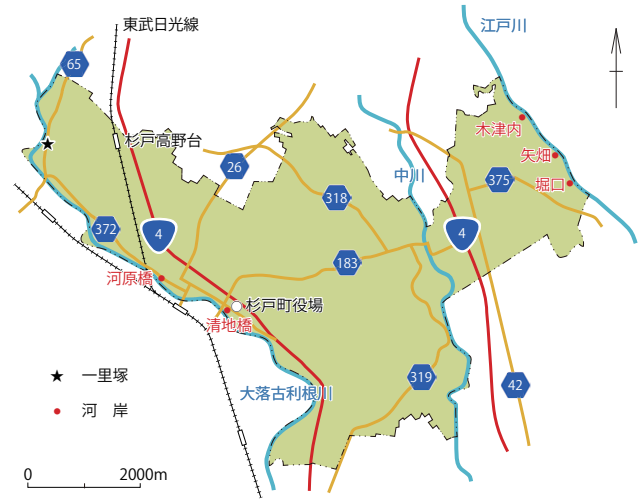 東武日光線
江戸川
65
木津内
杉戸高野台
矢畑
26
中川
375
堀口
318
372
4
4
183
河原橋
杉戸町役場
清地橋
一里塚
319
42
大落古利根川
河岸
0 2000m